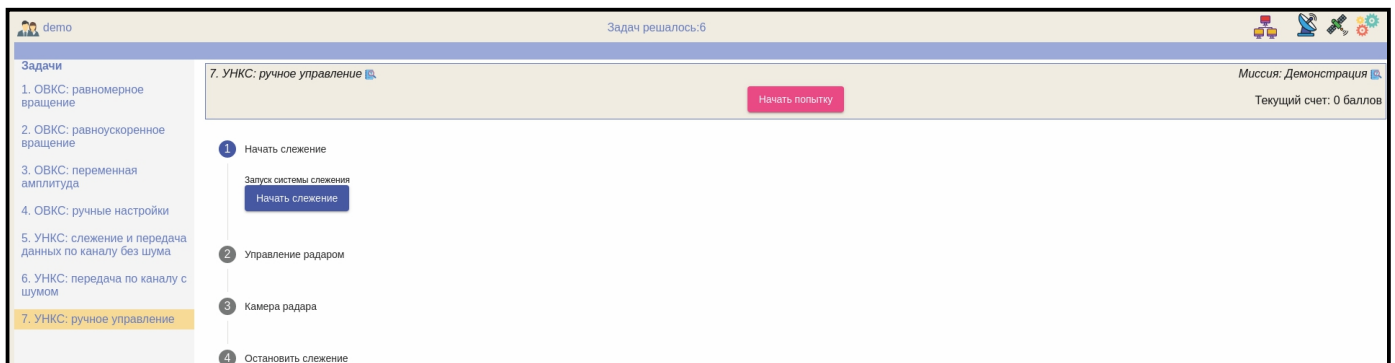 demo
Задач решалось:6
Задачи
1. ОВКС: равномерное
вращение
2. ОВКС: равноускоренное
вращение
3. ОВКС: переменная
амплитуда
4. ОВКС: ручные настройки
5. УНКС: слежение и передача
данных по каналу без шума
6. УНКС: передача по каналу с
шумом
7. УНКС: ручное управление
7. УНКС: ручное управление
Миссия: Демонстрация
Начать попытку
Текущий счет: 0 баллов
1 Начать слежение
Запуск системы слежения
Начать слежение
2 Управление радаром
3 Камера радара
4 Остановить слежение